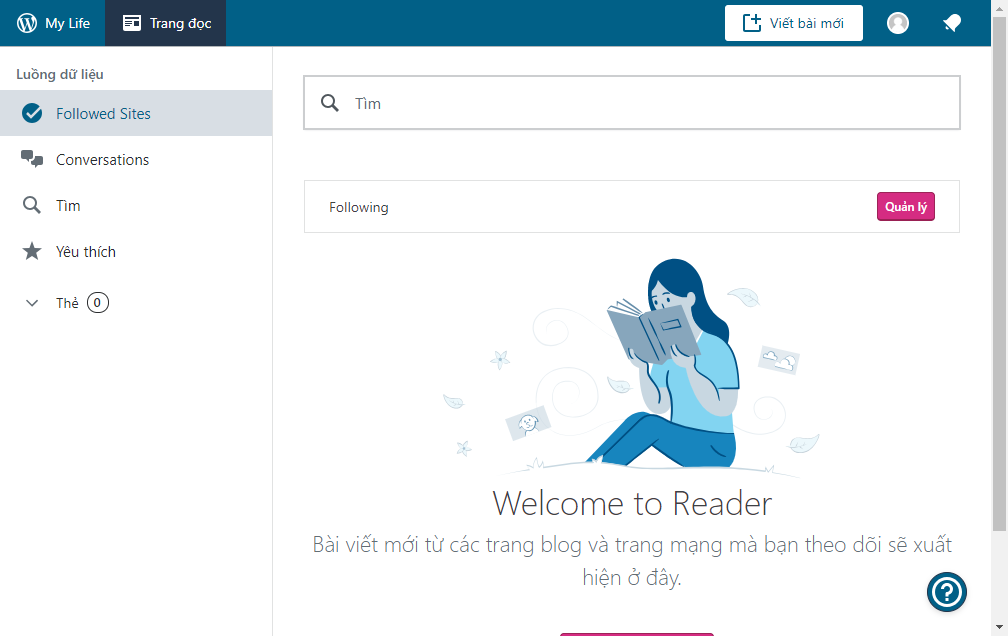 My Life
Trang đọc
Viết bài mới
Luồng dữ liệu
Followed Sites
Conversations
Tìm
Yêu thích
Thẻ 0
Tìm
Following
Quản lý
Welcome to Reader
Bài viết mới từ các trang blog và trang mạng mà bạn theo dõi sẽ xuất
hiện ở đây.